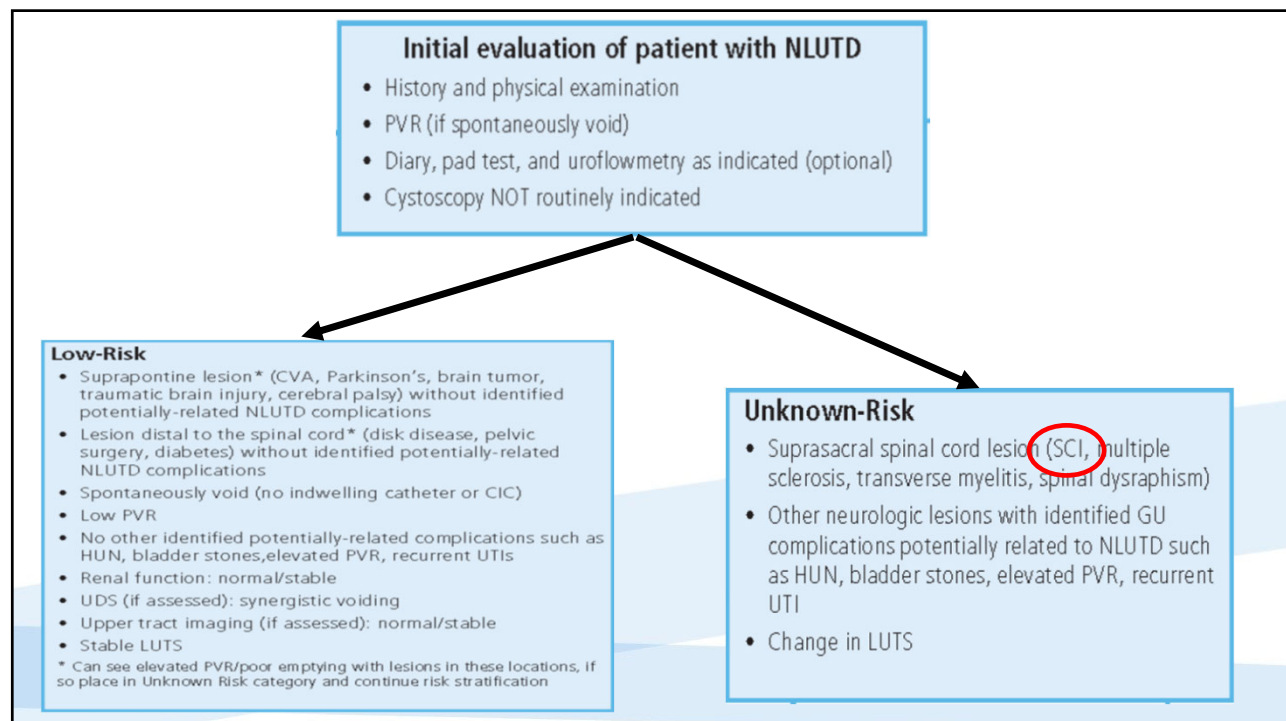 Initial evaluation of patient with NLUTD
• History and physical examination
• PVR (if spontaneously void)
• Diary, pad test, and uroflowmetry as indicated (optional)
• Cystoscopy NOT routinely indicated
Low-Risk
• Suprapontine lesion* (CVA, Parkinson's, brain tumor,
traumatic brain injury, cerebral palsy) without identified
potentially-related NLUTD complications
• Lesion distal to the spinal cord* (disk disease, pelvic
surgery, diabetes) without identified potentially-related
NLUTD complications
• Spontaneously void (no indwelling catheter or CIC)
• Low PVR
• No other identified potentially-related complications such as
HUN, bladder stones,elevated PVR, recurrent UTIs
• Renal function: normal/stable
• UDS (if assessed): synergistic voiding
• Upper tract imaging (if assessed): normal/stable
• Stable LUTS
* Can see elevated PVR/poor emptying with lesions in these locations, if
so place in Unknown Risk category and continue risk stratification
Unknown-Risk
• Suprasacral spinal cord lesion (SCI, multiple
sclerosis, transverse myelitis, spinal dysraphism)
• Other neurologic lesions with identified GU
complications potentially related to NLUTD such
as HUN, bladder stones, elevated PVR, recurrent
UTI
• Change in LUTS